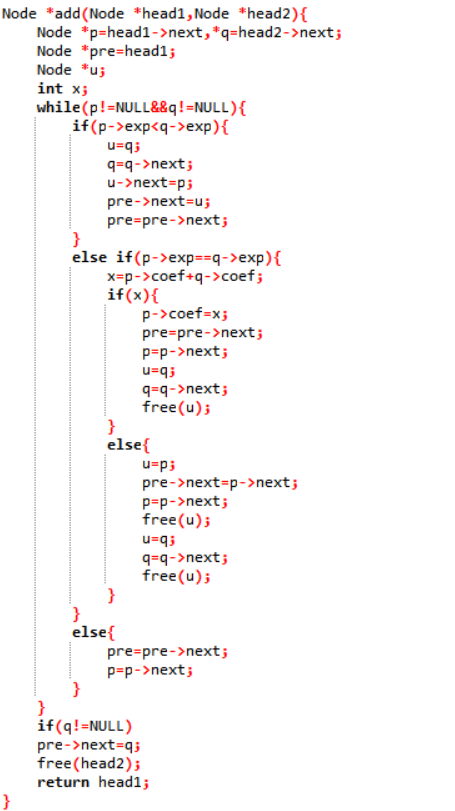 Node *add(Node *head1,Node *head2){
    Node *p=head1->next,*q=head2->next;
    Node *pre=head1;
    Node *u;
    int x;
    while(p!=NULL&&q!=NULL){
        if(p->exp<q->exp){
            u=q;
            q=q->next;
            u->next=p;
            pre->next=u;
            pre=pre->next;
        }
        else if(p->exp==q->exp){
            x=p->coef+q->coef;
            if(x){
                p->coef=x;
                pre=pre->next;
                p=p->next;
                u=q;
                q=q->next;
                free(u);
            }
            else{
                u=p;
                pre->next=p->next;
                p=p->next;
                free(u);
                u=q;
                q=q->next;
                free(u);
            }
        }
        else{
            pre=pre->next;
            p=p->next;
        }
    }
    if(q!=NULL)
    pre->next=q;
    free(head2);
    return head1;
}